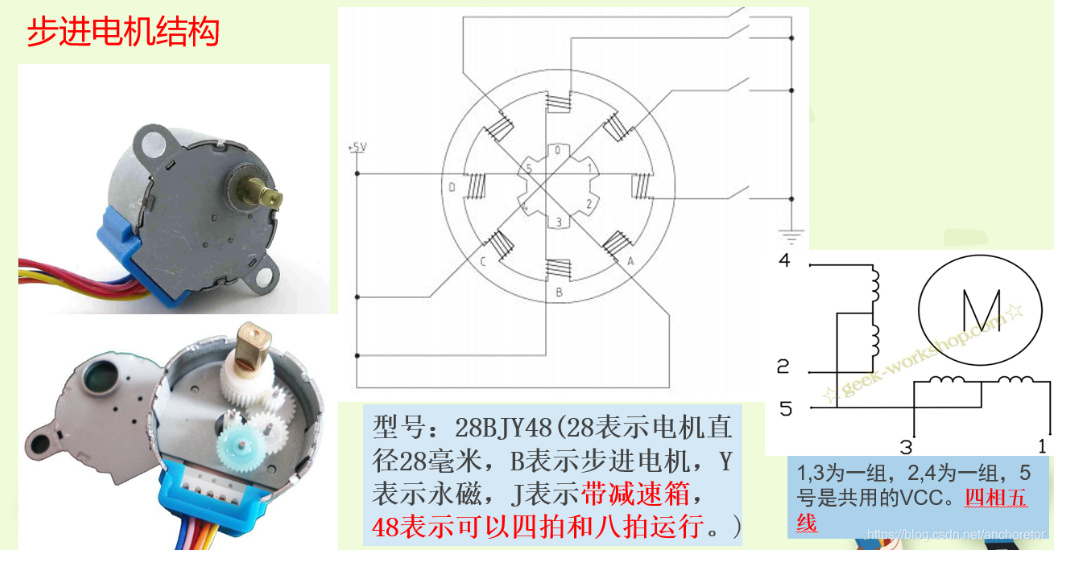 步进电机结构
+5V
0
1
2
3
4
5
D
C
B
A
4
2
5
3
1
M
☆geek-workshop.com☆
型号：28BJY48(28表示电机直
径28毫米，B表示步进电机，Y
表示永磁，J表示带减速箱，
48表示可以四拍和八拍运行。)
1,3为一组，2,4为一组，5
号是共用的VCC。四相五
线
https://blog.csdn.net/anchoretor